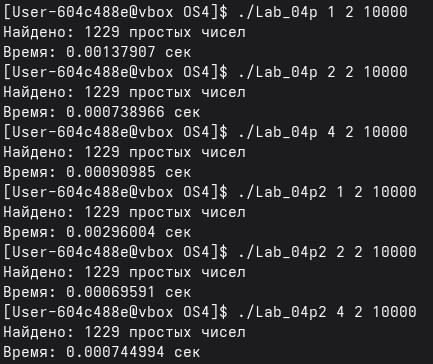 [User-604c488e@vbox OS4]$ ./Lab_04p 1 2 10000
Найдено: 1229 простых чисел
Время: 0.00137907 сек
[User-604c488e@vbox OS4]$ ./Lab_04p 2 2 10000
Найдено: 1229 простых чисел
Время: 0.000738966 сек
[User-604c488e@vbox OS4]$ ./Lab_04p 4 2 10000
Найдено: 1229 простых чисел
Время: 0.00090985 сек
[User-604c488e@vbox OS4]$ ./Lab_04p2 1 2 10000
Найдено: 1229 простых чисел
Время: 0.00296004 сек
[User-604c488e@vbox OS4]$ ./Lab_04p2 2 2 10000
Найдено: 1229 простых чисел
Время: 0.00069591 сек
[User-604c488e@vbox OS4]$ ./Lab_04p2 4 2 10000
Найдено: 1229 простых чисел
Время: 0.000744994 сек